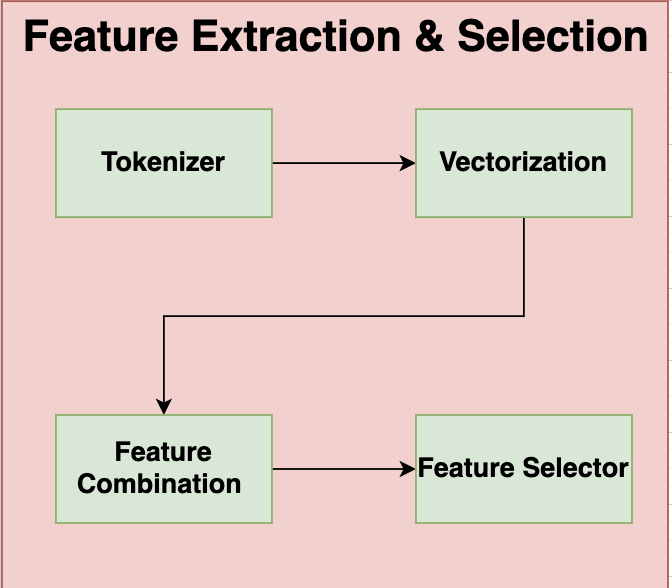 Feature Extraction & Selection
Tokenizer
Vectorization
Feature
Combination
Feature Selector